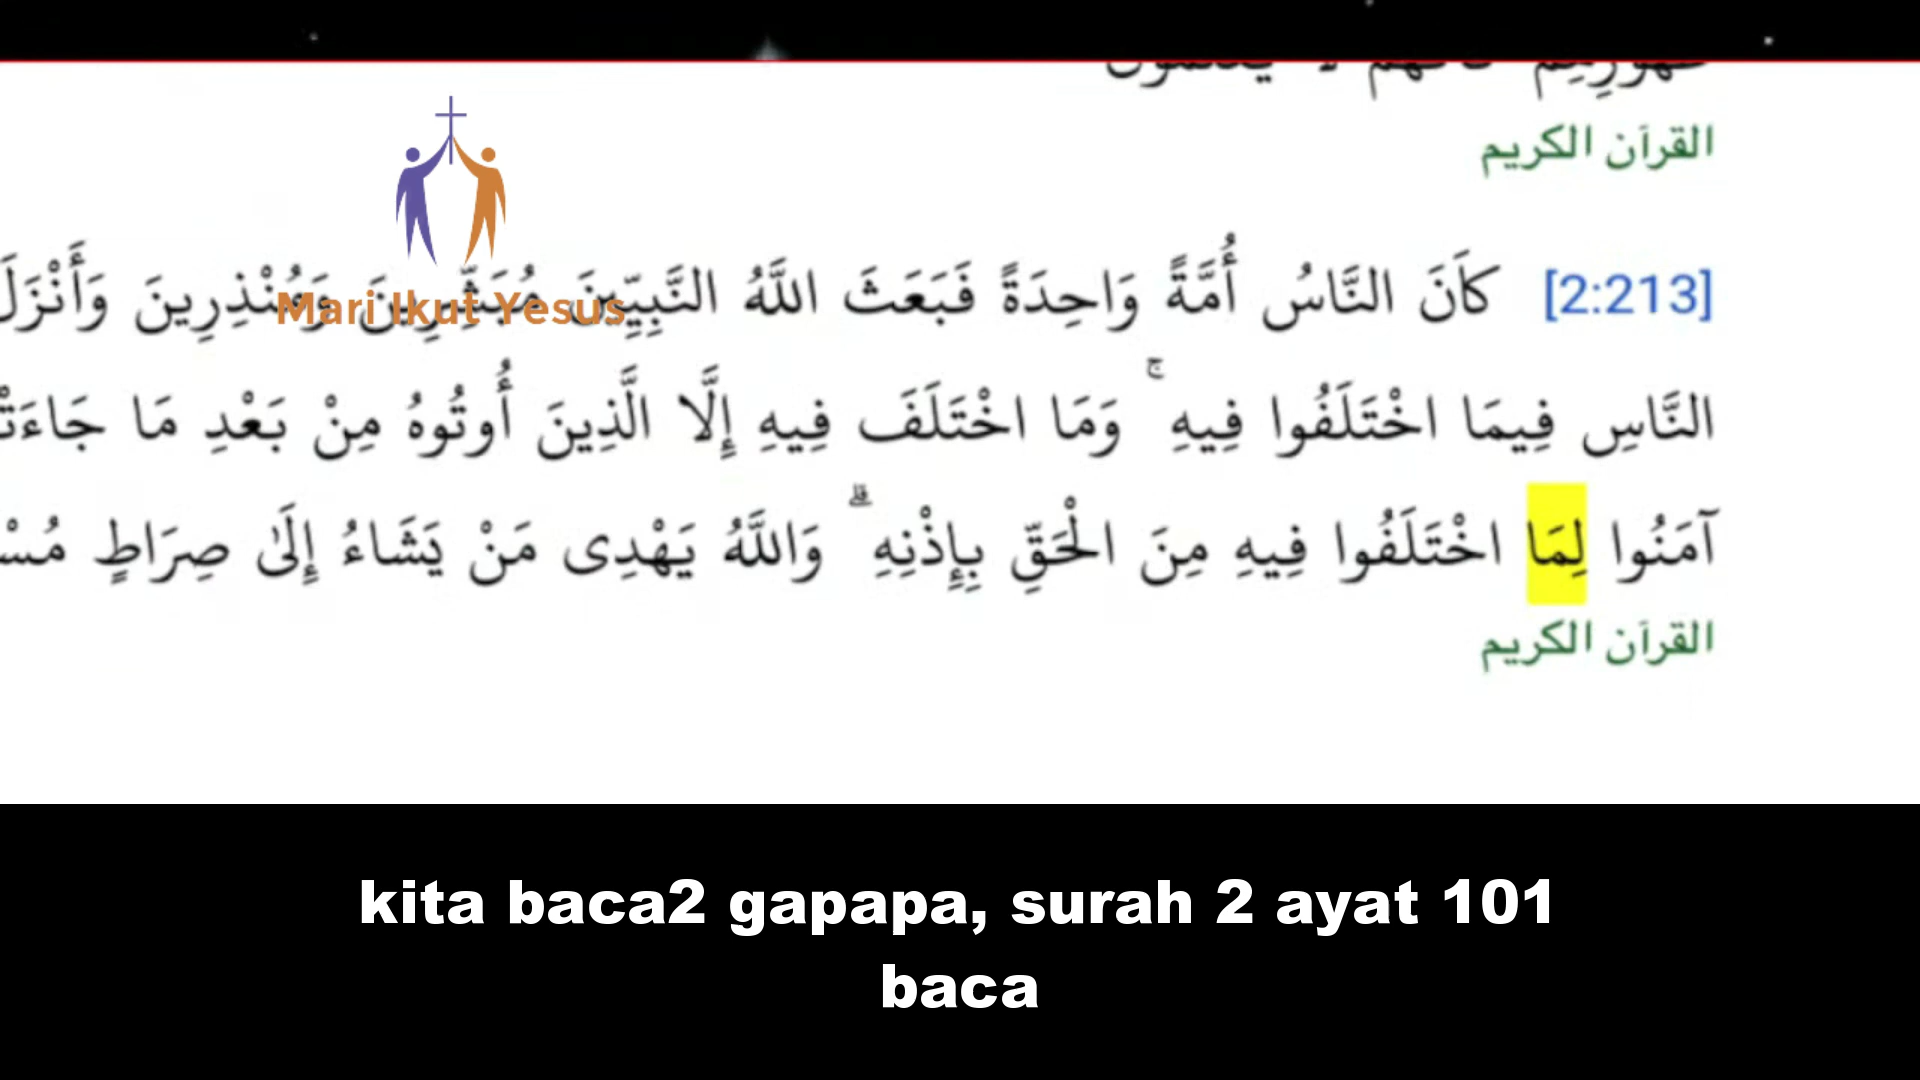 القرآن الكريم
[2:213] كَانَ النَّاسُ أُمَّةً وَاحِدَةً فَبَعَثَ اللَّهُ النَّبِيِّينَ مُبَشِّرِينَ وَمُنْذِرِينَ وَأَنْزَلَ
Mari Ikut Yesus
النَّاسِ فِيمَا اخْتَلَفُوا فِيهِ ۚ وَمَا اخْتَلَفَ فِيهِ إِلَّا الَّذِينَ أُوتُوهُ مِنْ بَعْدِ مَا
آمَنُوا لِمَا اخْتَلَفُوا فِيهِ مِنَ الْحَقِّ بِإِذْنِهِ ۗ وَاللَّهُ يَهْدِى مَنْ يَشَاءُ إِلَىٰ صِرَاطٍ
القرآن الكريم
kita baca2 gapapa, surah 2 ayat 101
baca